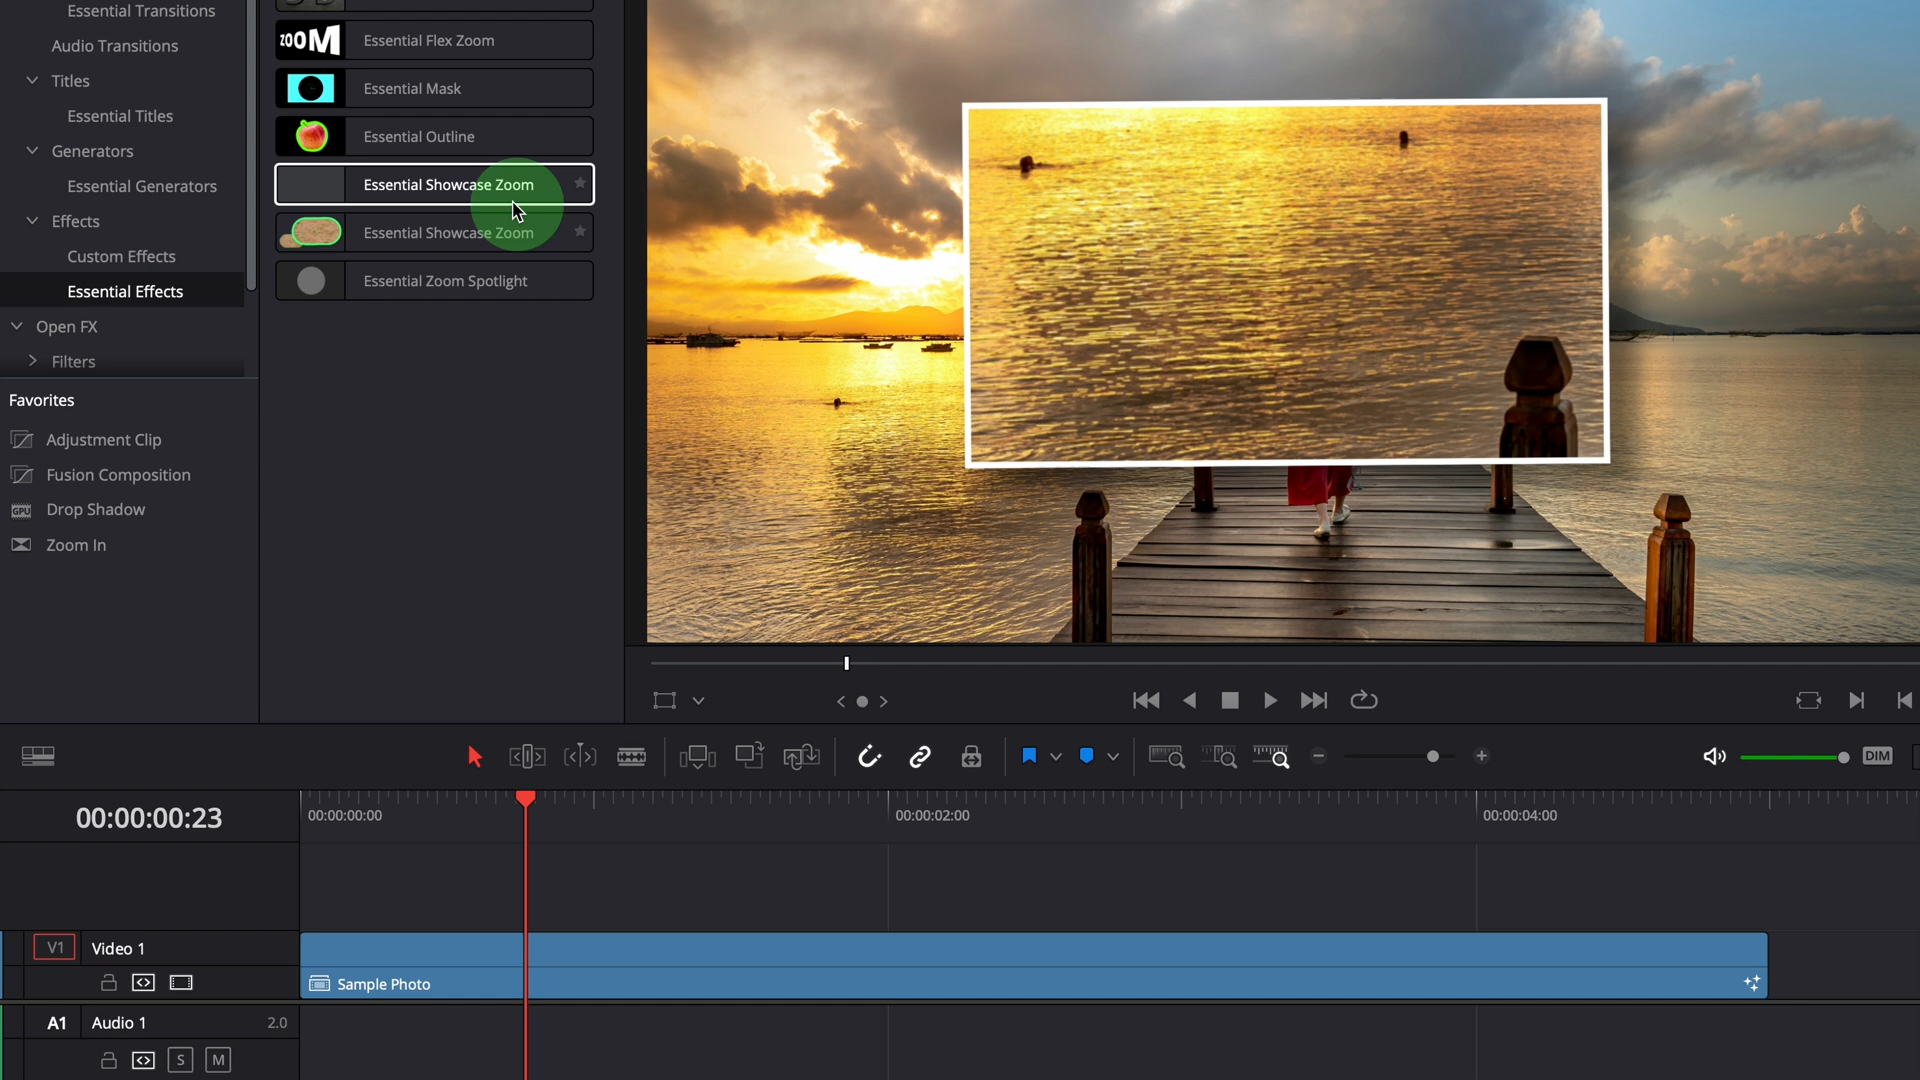 Essential Transitions
Audio Transitions
Titles
Essential Titles
Generators
Essential Generators
Effects
Custom Effects
Essential Effects
Open FX
Filters
Favorites
Adjustment Clip
Fusion Composition
GPU
Drop Shadow
Zoom In
ZOOM
Essential Flex Zoom
Essential Mask
Essential Outline
Essential Showcase Zoom
Essential Showcase Zoom
Essential Zoom Spotlight
DIM
00:00:00:23
00:00:00:00
00:00:02:00
00:00:04:00
V1
Video 1
Sample Photo
A1
Audio 1
2.0
S
M